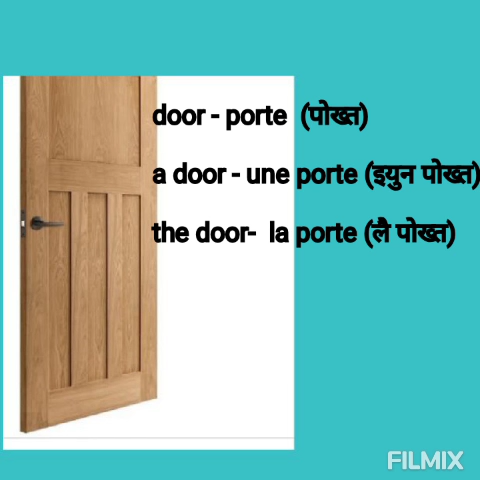 door - porte (पोख्त)
a door - une porte (इयुन पोख्त)
the door- la porte (लै पोख्त)
FILMIX